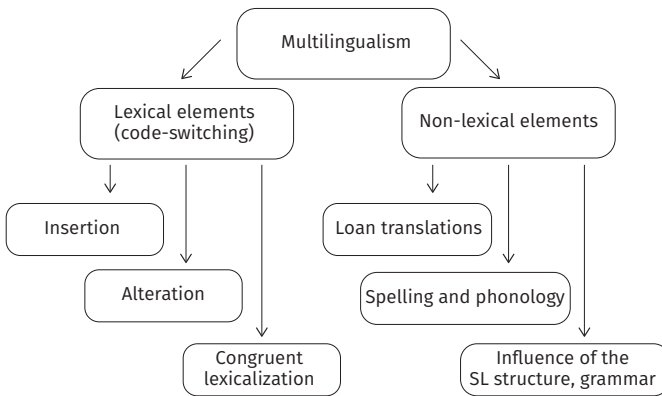 Multilingualism
Lexical elements
(code-switching)
Non-lexical elements
Insertion
Loan translations
Alteration
Spelling and phonology
Congruent
lexicalization
Influence of the
SL structure, grammar